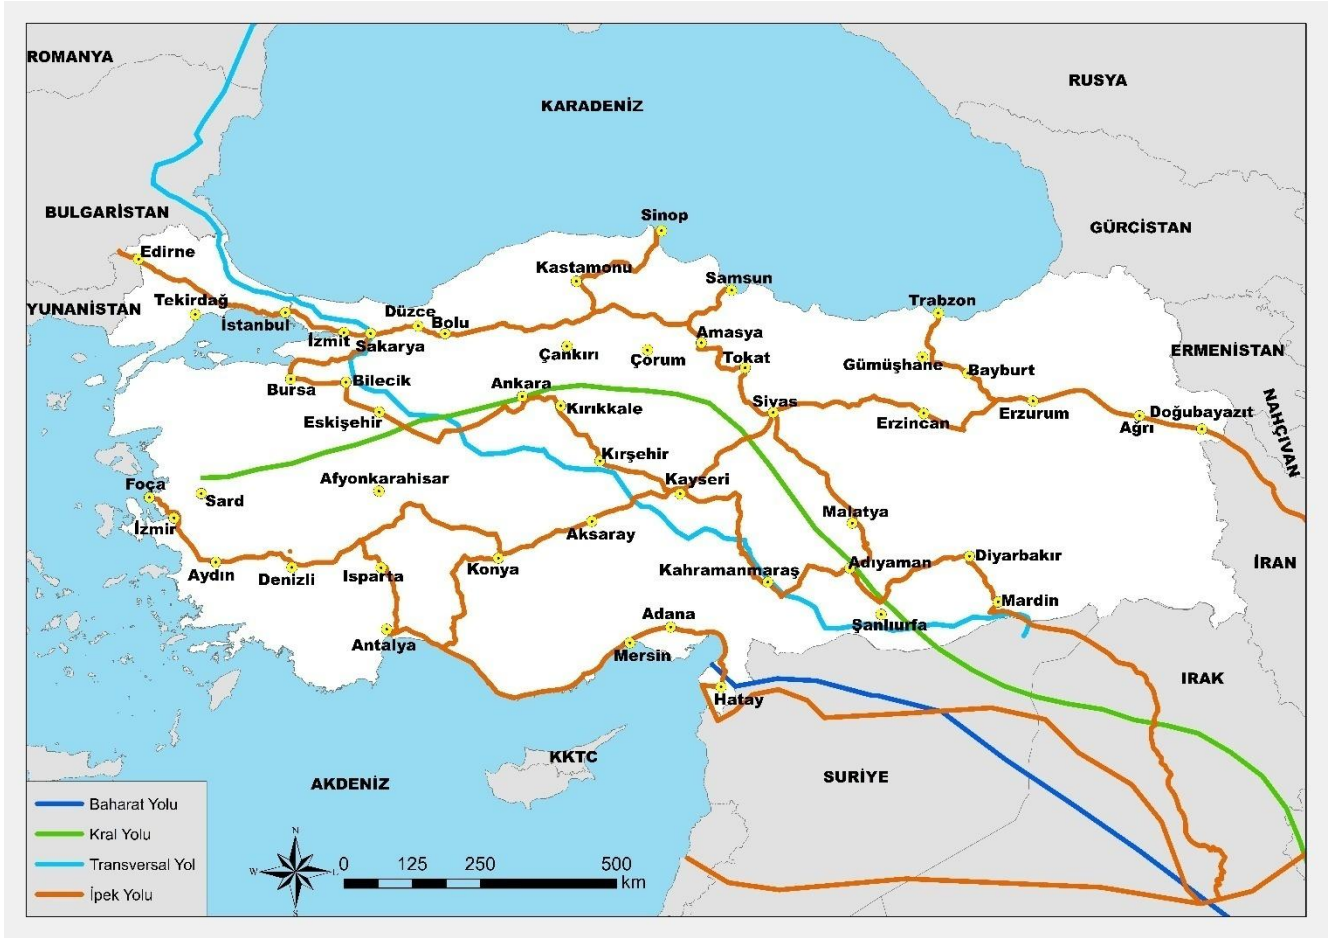 ROMANYA
RUSYA
KARADENİZ
BULGARİSTAN
Sinop
GÜRCİSTAN
Edirne
Kastamonu
Samsun
YUNANİSTAN
Tekirdağ
İstanbul
Düzce
Bolu
Trabzon
İzmit
Sakarya
Amasya
Çankırı
Çorum
Tokat
Gümüşhane
Bayburt
ERMENİSTAN
Bursa
Bilecik
Ankara
NAHÇIVAN
Eskişehir
Kırıkkale
Sivas
Erzincan
Erzurum
Ağrı
Doğubayazıt
Kırşehir
Foça
Sard
Afyonkarahisar
Kayseri
İzmir
Aksaray
Malatya
Aydın
Denizli
Isparta
Konya
Kahramanmaraş
Adıyaman
Diyarbakır
İRAN
Mardin
Antalya
Adana
Şanlıurfa
Mersin
IRAK
Hatay
KKTC
AKDENİZ
SURİYE
Baharat Yolu
Kral Yolu
Transversal Yol
İpek Yolu
N
W
L
S
0 125 250 500
km